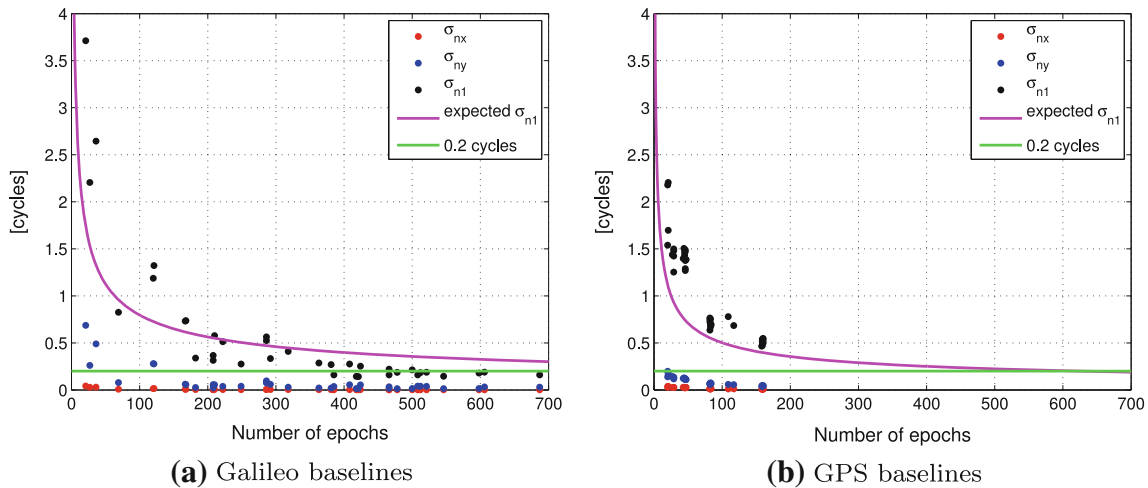 4
3.5
3
2.5
2
1.5
1
0.5
0
[cycles]
0 100 200 300 400 500 600 700
Number of epochs
σnx
σny
σn1
expected σn1
0.2 cycles
(a) Galileo baselines
4
3.5
3
2.5
2
1.5
1
0.5
0
[cycles]
0 100 200 300 400 500 600 700
Number of epochs
σnx
σny
σn1
expected σn1
0.2 cycles
(b) GPS baselines